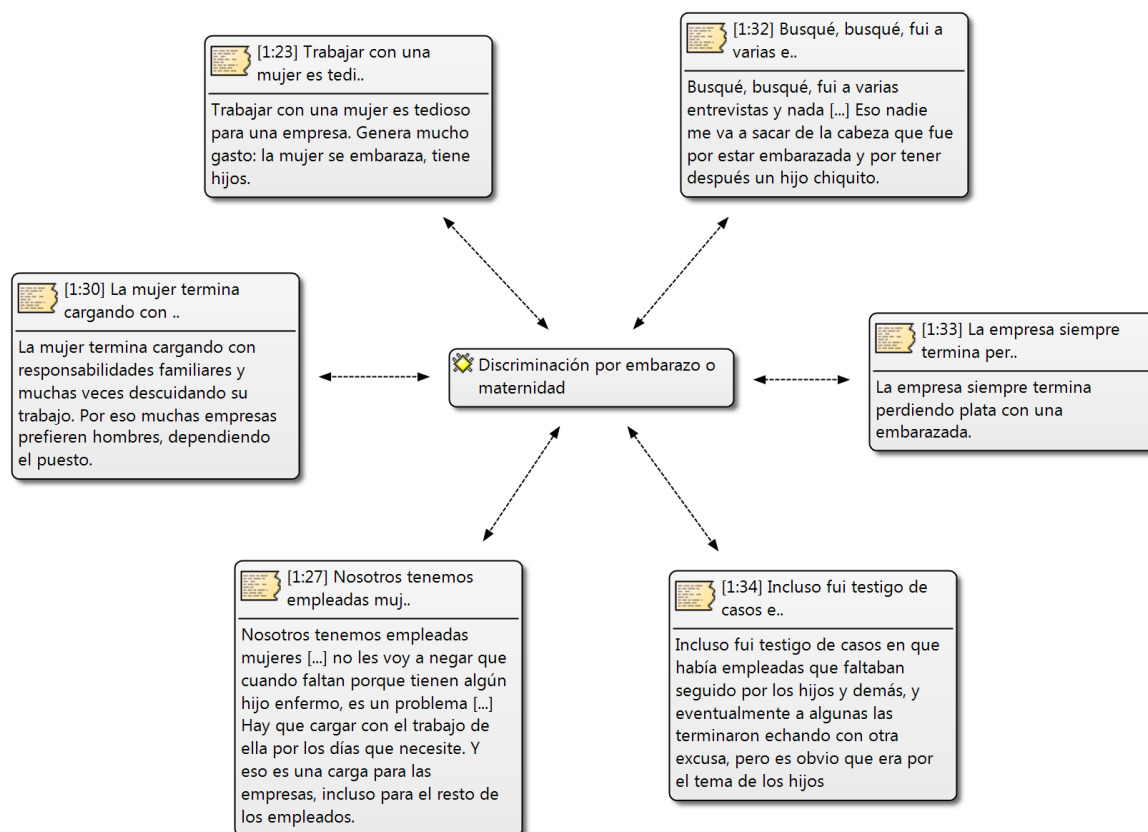 [1:23] Trabajar con una
mujer es tedi..
Trabajar con una mujer es tedioso
para una empresa. Genera mucho
gasto: la mujer se embaraza, tiene
hijos.
[1:32] Busqué, busqué, fui a
varias e..
Busqué, busqué, fui a varias
entrevistas y nada [...] Eso nadie
me va a sacar de la cabeza que fue
por estar embarazada y por tener
después un hijo chiquito.
[1:30] La mujer termina
cargando con ..
La mujer termina cargando con
responsabilidades familiares y
muchas veces descuidando su
trabajo. Por eso muchas empresas
prefieren hombres, dependiendo
el puesto.
Discriminación por embarazo o
maternidad
[1:33] La empresa siempre
termina per..
La empresa siempre termina
perdiendo plata con una
embarazada.
[1:27] Nosotros tenemos
empleadas muj..
Nosotros tenemos empleadas
mujeres [...] no les voy a negar que
cuando faltan porque tienen algún
hijo enfermo, es un problema [...]
Hay que cargar con el trabajo de
ella por los días que necesite. Y
eso es una carga para las
empresas, incluso para el resto de
los empleados.
[1:34] Incluso fui testigo de
casos e..
Incluso fui testigo de casos en que
había empleadas que faltaban
seguido por los hijos y demás, y
eventualmente a algunas las
terminaron echando con otra
excusa, pero es obvio que era por
el tema de los hijos